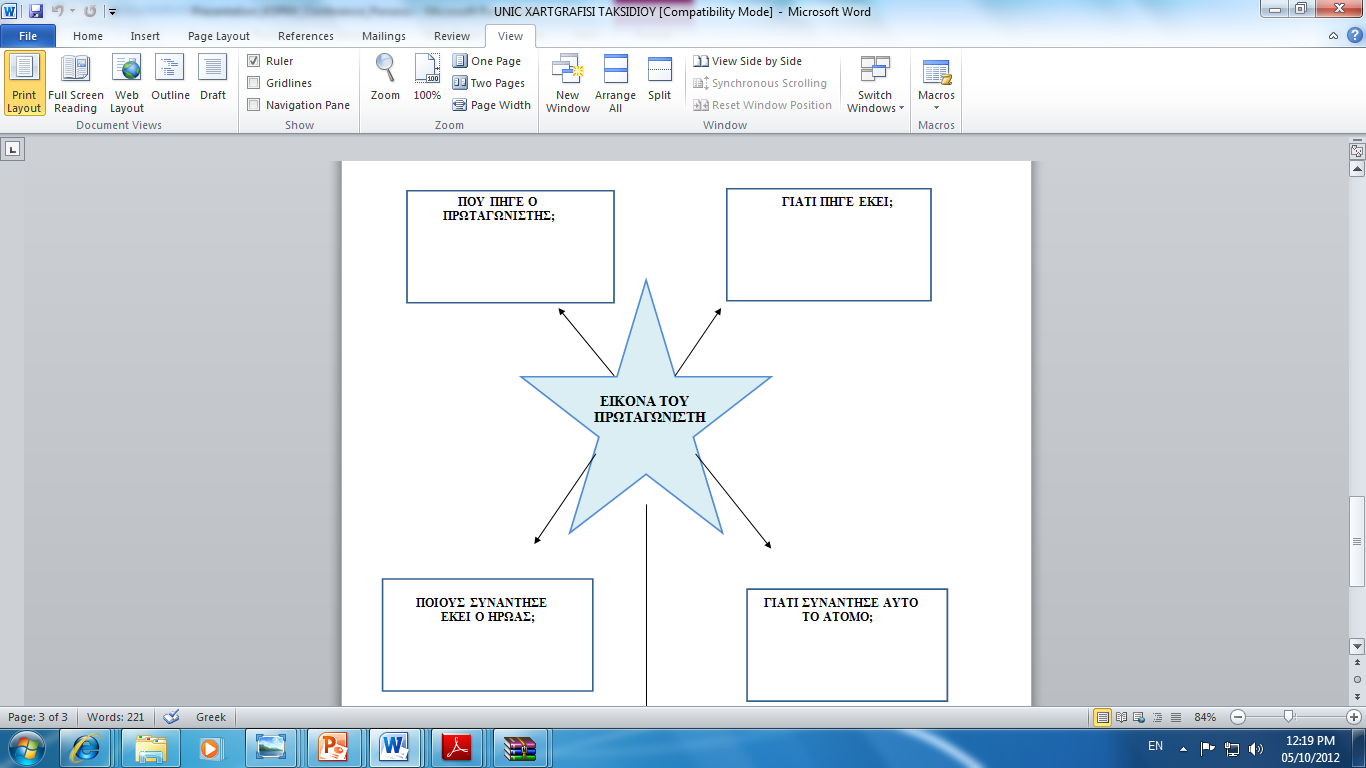 UNIC XARTGRAFISI TAKSIDIOY [Compatibility Mode] - Microsoft Word
File Home Insert Page Layout References Mailings Review View
Print Layout
Full Screen Reading
Web Layout
Outline
Draft
Document Views
Ruler
Gridlines
Navigation Pane
Show
Zoom
100%
One Page
Two Pages
Page Width
Zoom
New Window
Arrange All
Split
View Side by Side
Synchronous Scrolling
Reset Window Position
Window
Switch Windows
Macros
Macros
ΠΟΥ ΠΗΓΕ Ο
ΠΡΩΤΑΓΩΝΙΣΤΗΣ;
ΓΙΑΤΙ ΠΗΓΕ ΕΚΕΙ;
ΕΙΚΟΝΑ ΤΟΥ
ΠΡΩΤΑΓΩΝΙΣΤΗ
ΠΟΙΟΥΣ ΣΥΝΑΝΤΗΣΕ
ΕΚΕΙ Ο ΗΡΩΑΣ;
ΓΙΑΤΙ ΣΥΝΑΝΤΗΣΕ ΑΥΤΟ
ΤΟ ΑΤΟΜΟ;
Page: 3 of 3 Words: 221 Greek 84%
EN 12:19 PM
05/10/2012